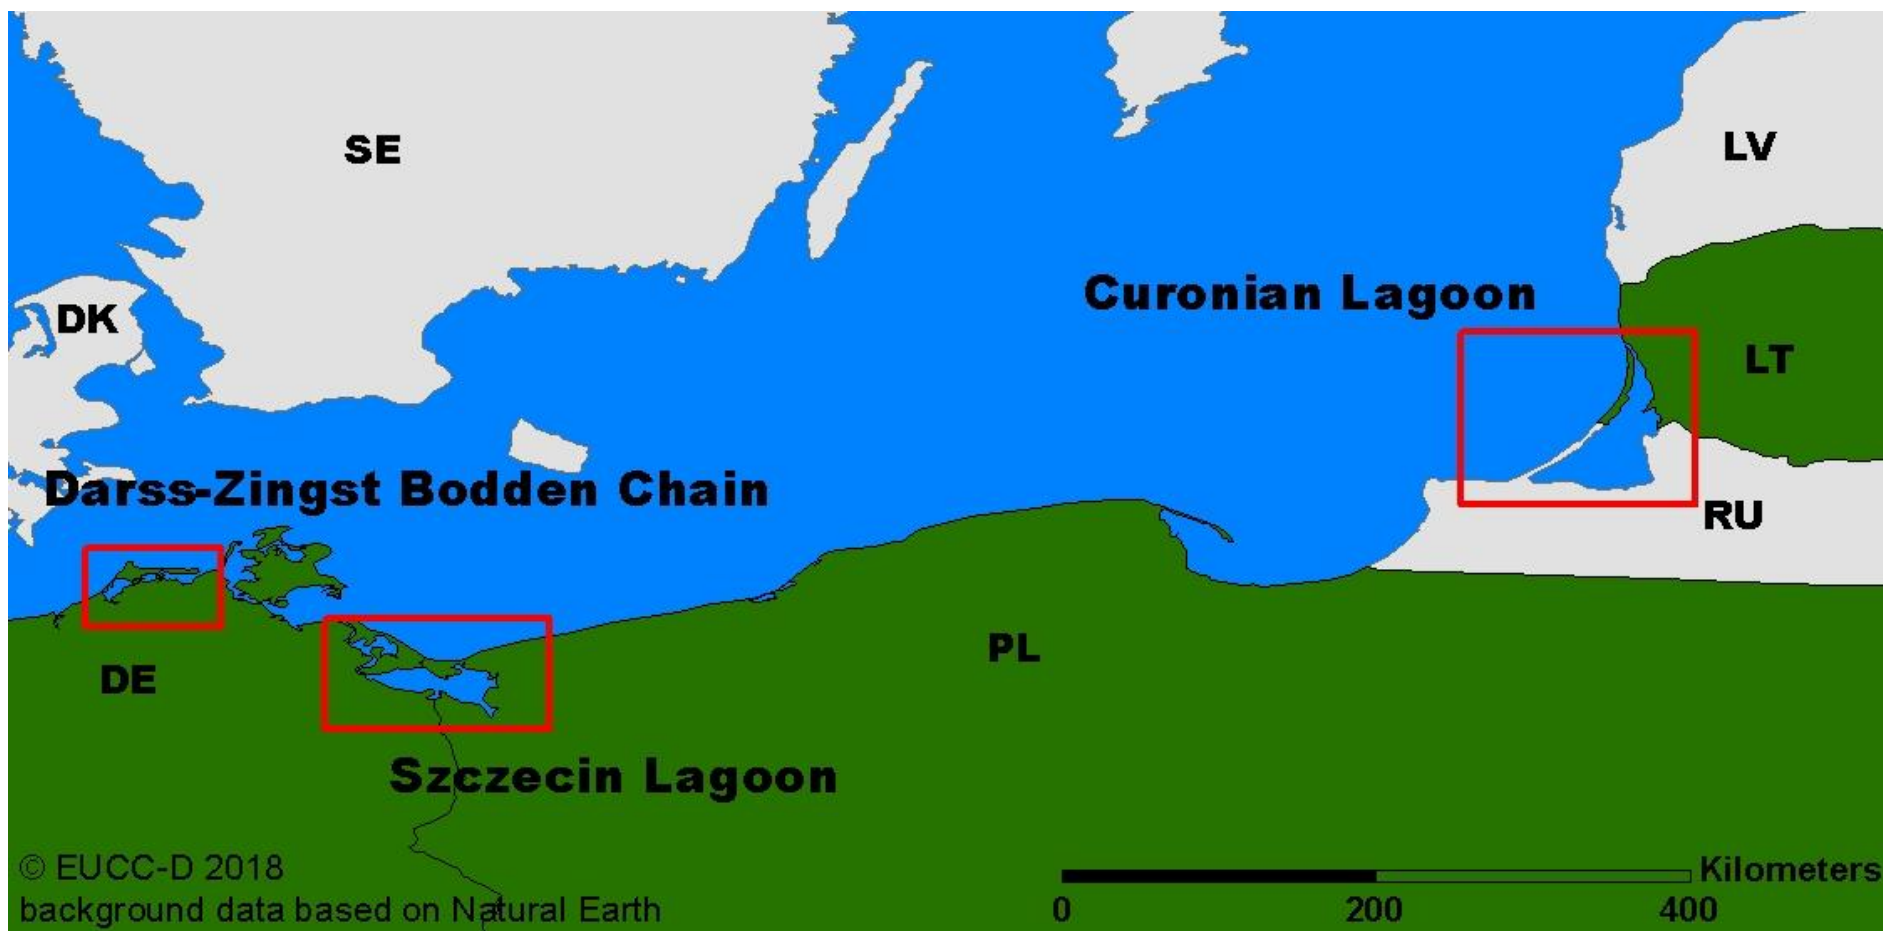 SE
LV
Curonian Lagoon
DK
LT
Darss-Zingst Bodden Chain
RU
PL
DE
Szczecin Lagoon
© EUCC-D 2018
background data based on Natural Earth
Kilometers
0 200 400